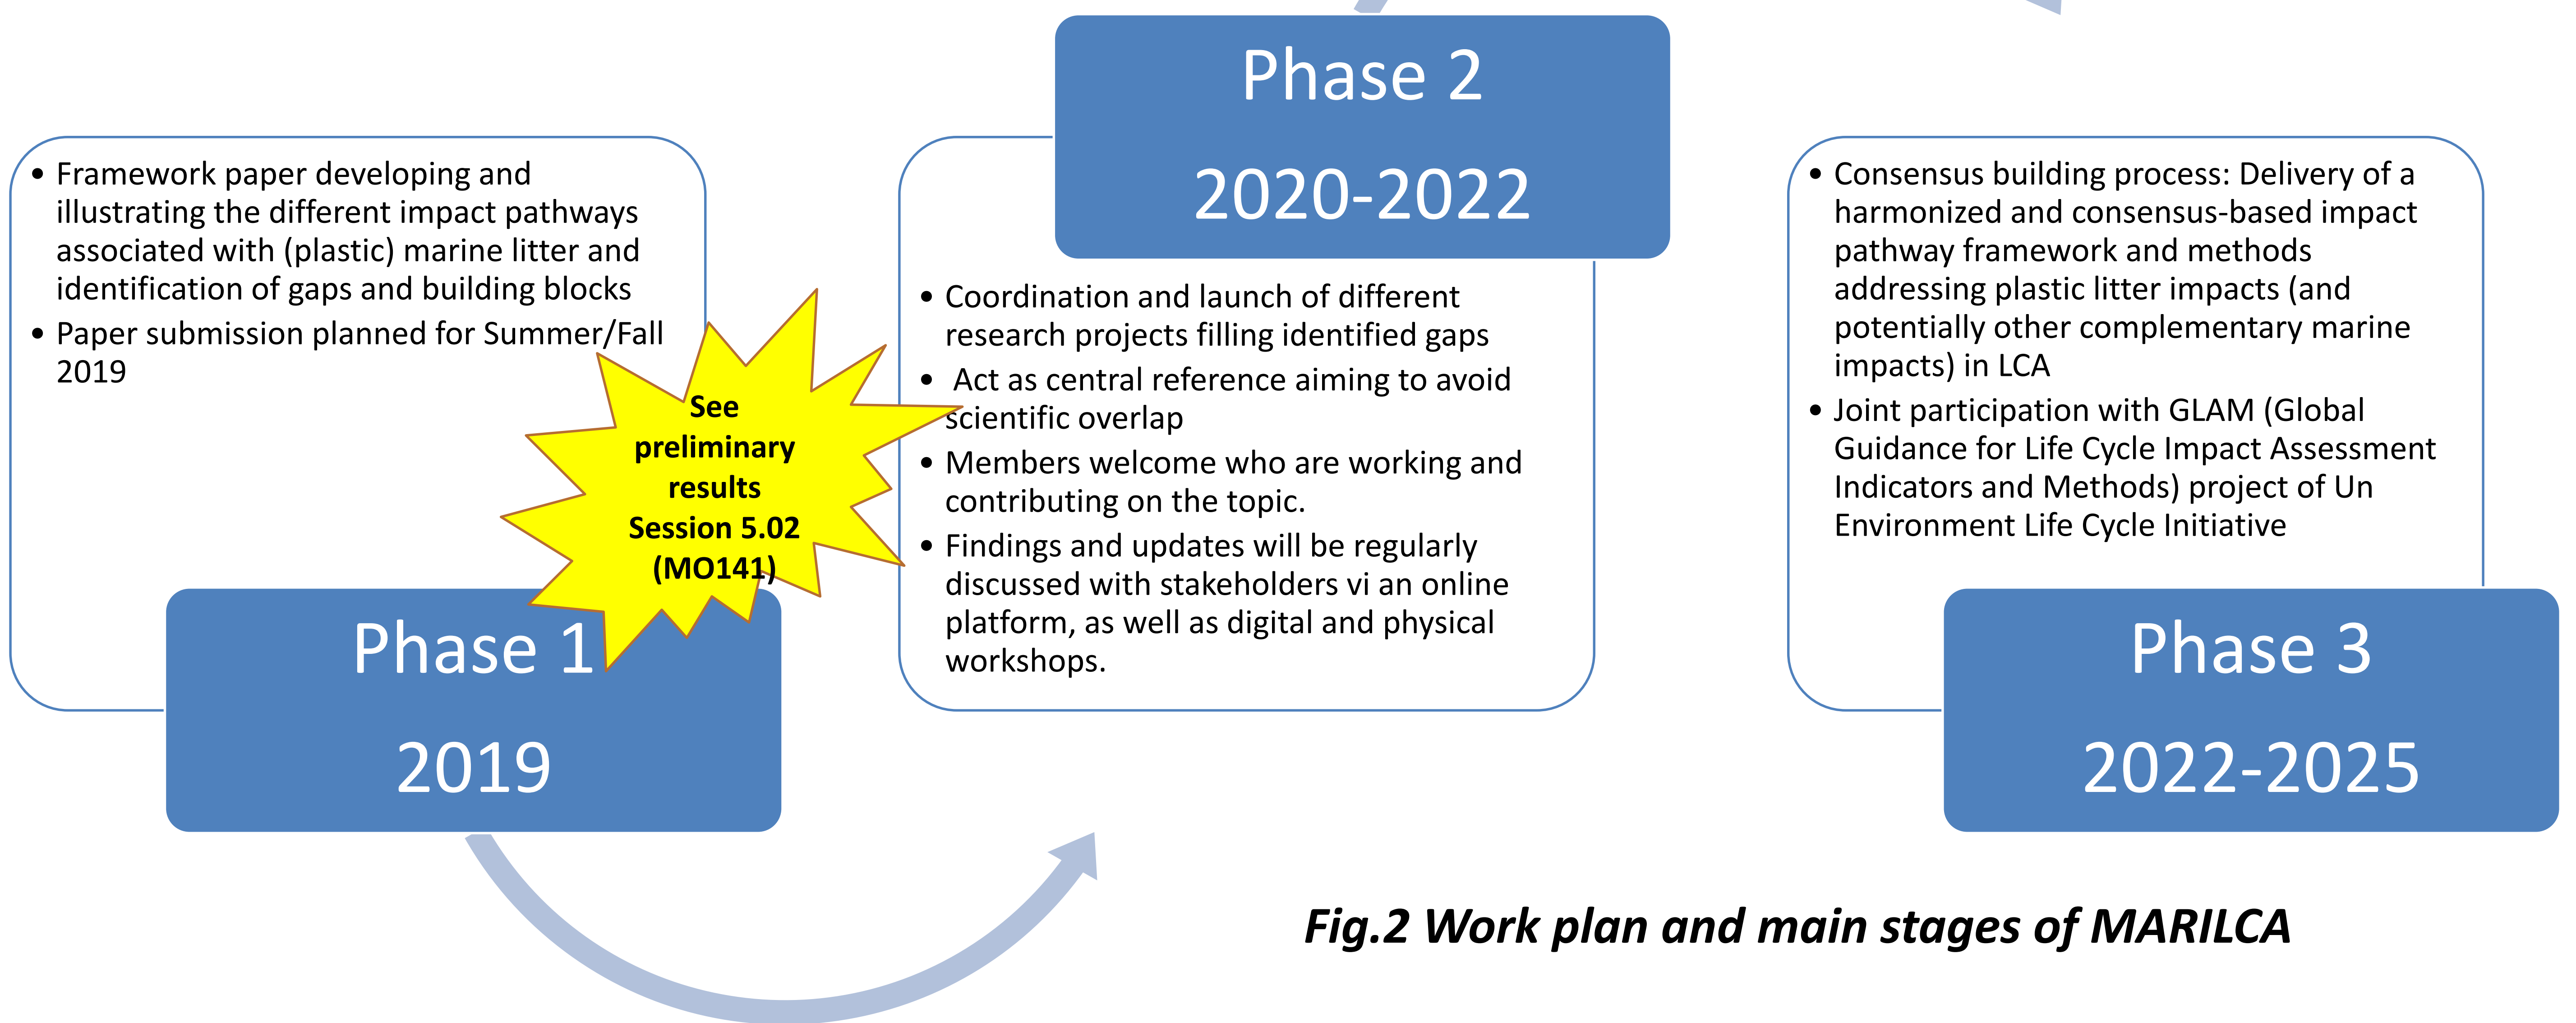 • Framework paper developing and
illustrating the different impact pathways
associated with (plastic) marine litter and
identification of gaps and building blocks
• Paper submission planned for Summer/Fall
2019
Phase 1
2019
See
preliminary
results
Session 5.02
(MO141)
Phase 2
2020-2022
• Coordination and launch of different
research projects filling identified gaps
• Act as central reference aiming to avoid
scientific overlap
• Members welcome who are working and
contributing on the topic.
• Findings and updates will be regularly
discussed with stakeholders vi an online
platform, as well as digital and physical
workshops.
• Consensus building process: Delivery of a
harmonized and consensus-based impact
pathway framework and methods
addressing plastic litter impacts (and
potentially other complementary marine
impacts) in LCA
• Joint participation with GLAM (Global
Guidance for Life Cycle Impact Assessment
Indicators and Methods) project of Un
Environment Life Cycle Initiative
Phase 3
2022-2025
Fig.2 Work plan and main stages of MARILCA